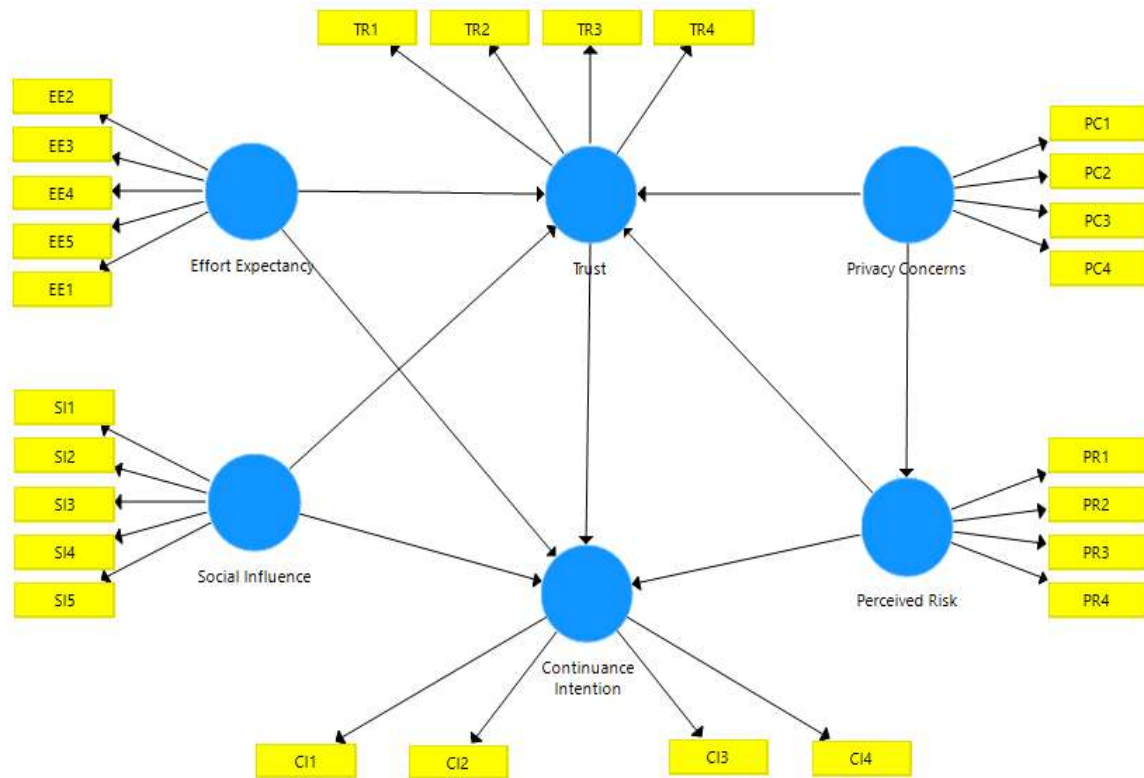 TR1
TR2
TR3
TR4
EE2
EE3
EE4
EE5
EE1
Effort Expectancy
Trust
Privacy Concerns
PC1
PC2
PC3
PC4
SI1
SI2
SI3
SI4
SI5
Social Influence
Continuance
Intention
Perceived Risk
PR1
PR2
PR3
PR4
CI1
CI2
CI3
CI4